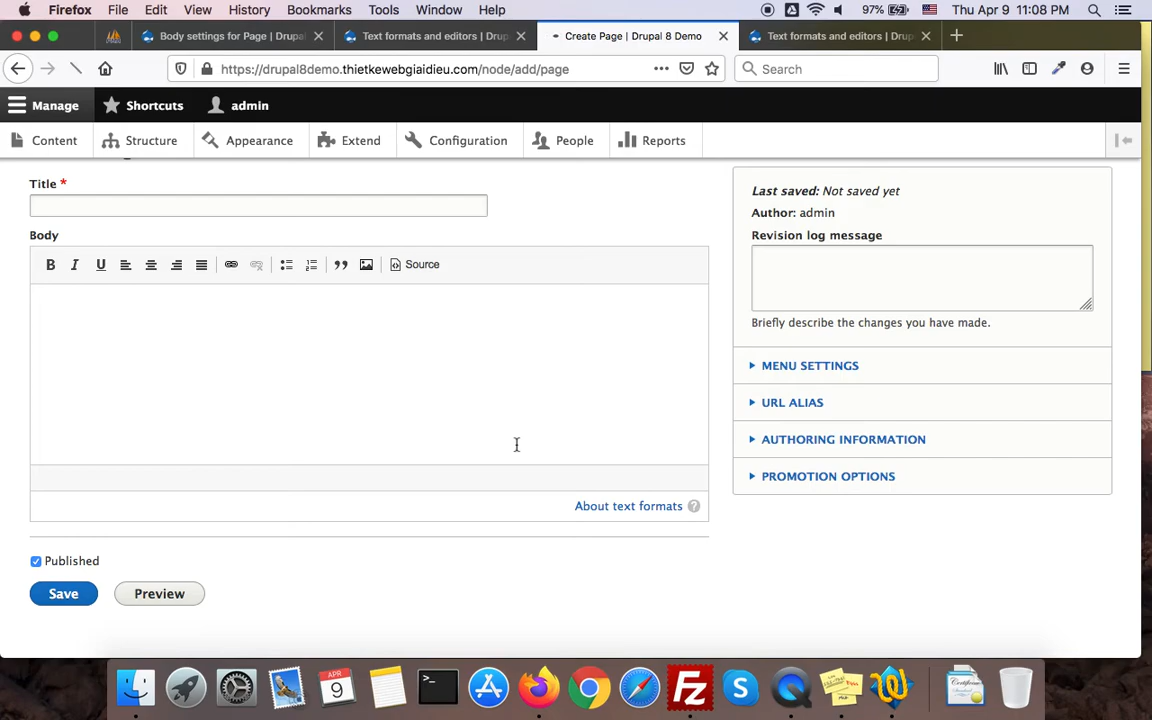 Firefox File Edit View History Bookmarks Tools Window Help 97% Thu Apr 9 11:08 PM
Body settings for Page | Drupal Text formats and editors | Drup Create Page | Drupal 8 Demo Text formats and editors | Drup
https://drupal8demo.thietkewebgiaidieu.com/node/add/page Search
Manage Shortcuts admin
Content Structure Appearance Extend Configuration People Reports
Title *
Last saved: Not saved yet
Author: admin
Body
Revision log message
B I U Source
Briefly describe the changes you have made.
MENU SETTINGS
URL ALIAS
AUTHORING INFORMATION
PROMOTION OPTIONS
About text formats ?
Published
Save Preview
APR
9